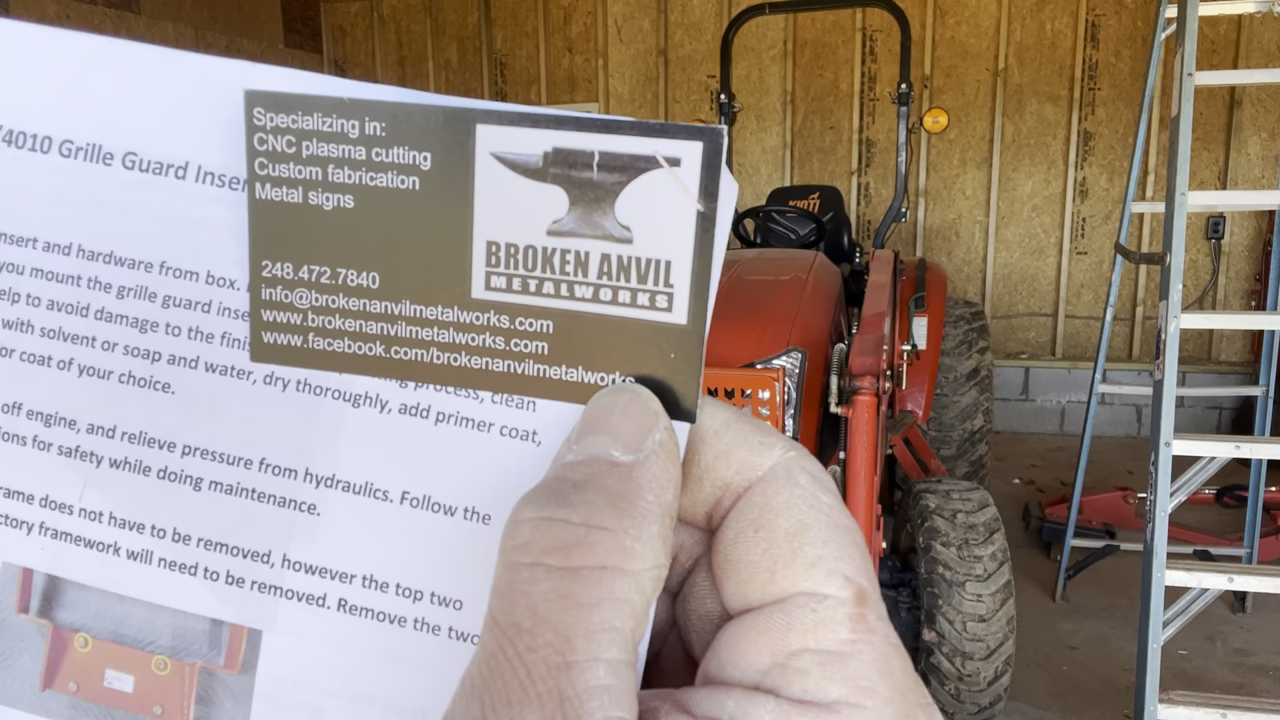 4010 Grille Guard Inser
nsert and hardware from box.
you mount the grille guard inse
elp to avoid damage to the finis
process, clean
with solvent or soap and water, dry thoroughly, add primer coat,
or coat of your choice.
off engine, and relieve pressure from hydraulics. Follow the
ions for safety while doing maintenance.
rame does not have to be removed, however the top two
ctory framework will need to be removed. Remove the two
Specializing in:
CNC plasma cutting
Custom fabrication
Metal signs
248.472.7840
info@brokenanvilmetalworks.com
www.brokenanvilmetalworks.com
www.facebook.com/brokenanvilmetalworks
BROKEN ANVIL
METALWORKS
KIOTI